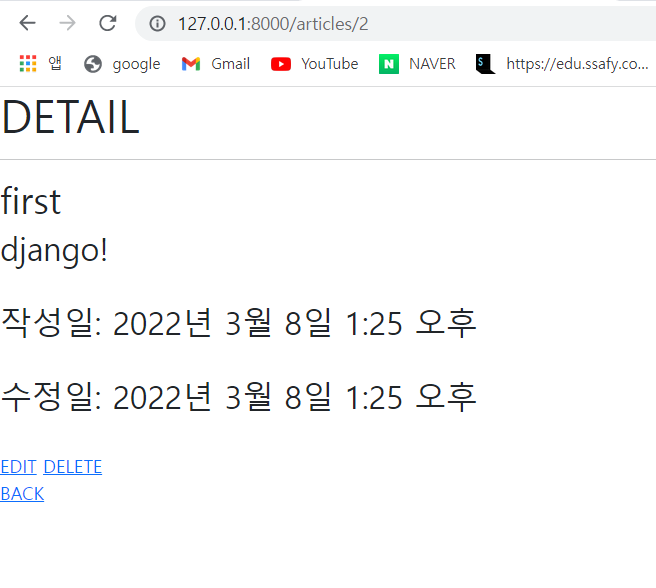 127.0.0.1:8000/articles/2
앱 google Gmail YouTube NAVER https://edu.ssafy.co...
DETAIL
first
django!
작성일: 2022년 3월 8일 1:25 오후
수정일: 2022년 3월 8일 1:25 오후
EDIT DELETE
BACK